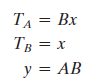 T_A = Bx
T_B = x
y = AB